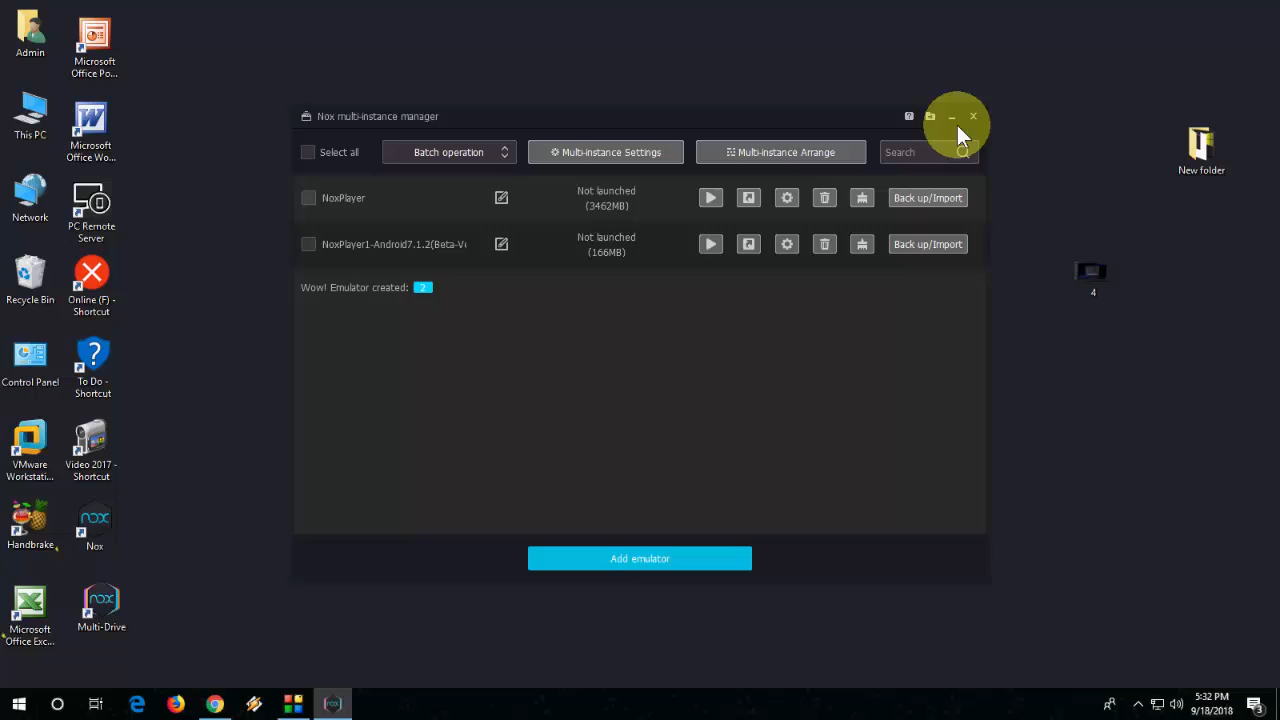 Admin
Microsoft
Office Po...
This PC
Microsoft
Office Wo...
Network
PC Remote
Server
Recycle Bin
Online (F) -
Shortcut
Control Panel
To Do -
Shortcut
VMware
Workstati...
Video 2017 -
Shortcut
Handbrake
nox
Nox
Microsoft
Office Exc...
nox
Multi-Drive
Nox multi-instance manager
Select all
Batch operation
Multi-instance Settings
Multi-instance Arrange
Search
NoxPlayer
Not launched
(3462MB)
Back up/Import
NoxPlayer1-Android7.1.2(Beta-Ve
Not launched
(166MB)
Back up/Import
Wow! Emulator created: 2
Add emulator
New folder
4
5:32 PM
9/18/2018
3